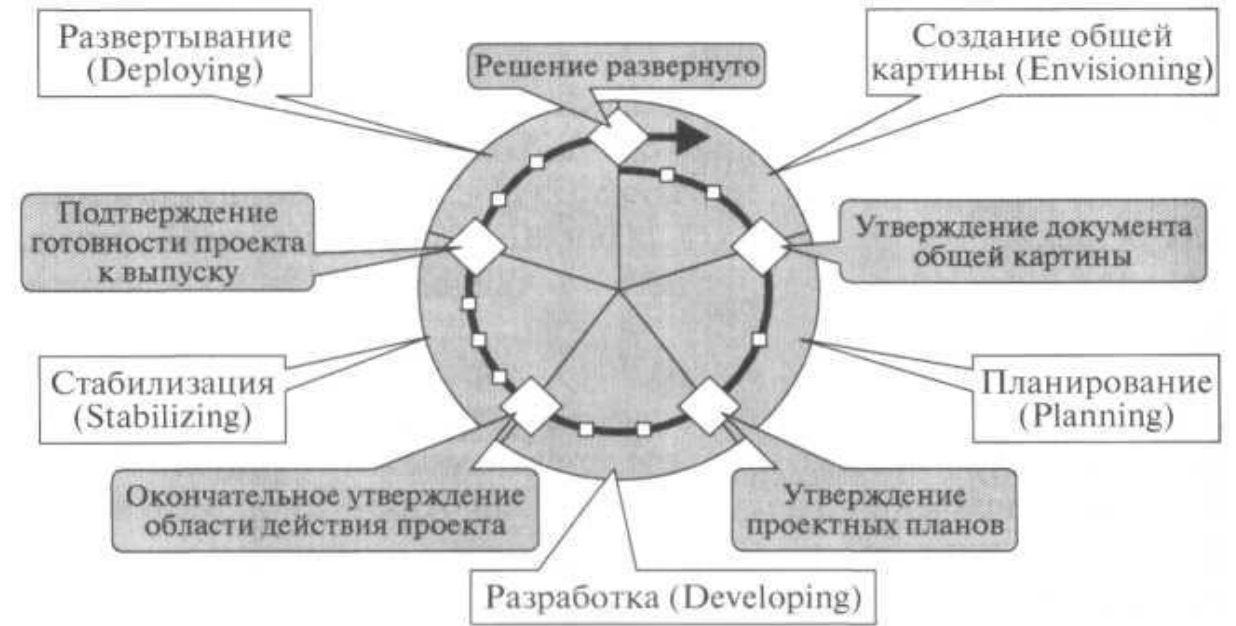 Развертывание
(Deploying)
Решение развернуто
Создание общей
картины (Envisioning)
Подтверждение
готовности проекта
к выпуску
Утверждение документа
общей картины
Стабилизация
(Stabilizing)
Планирование
(Planning)
Окончательное утверждение
области действия проекта
Утверждение
проектных планов
Разработка (Developing)